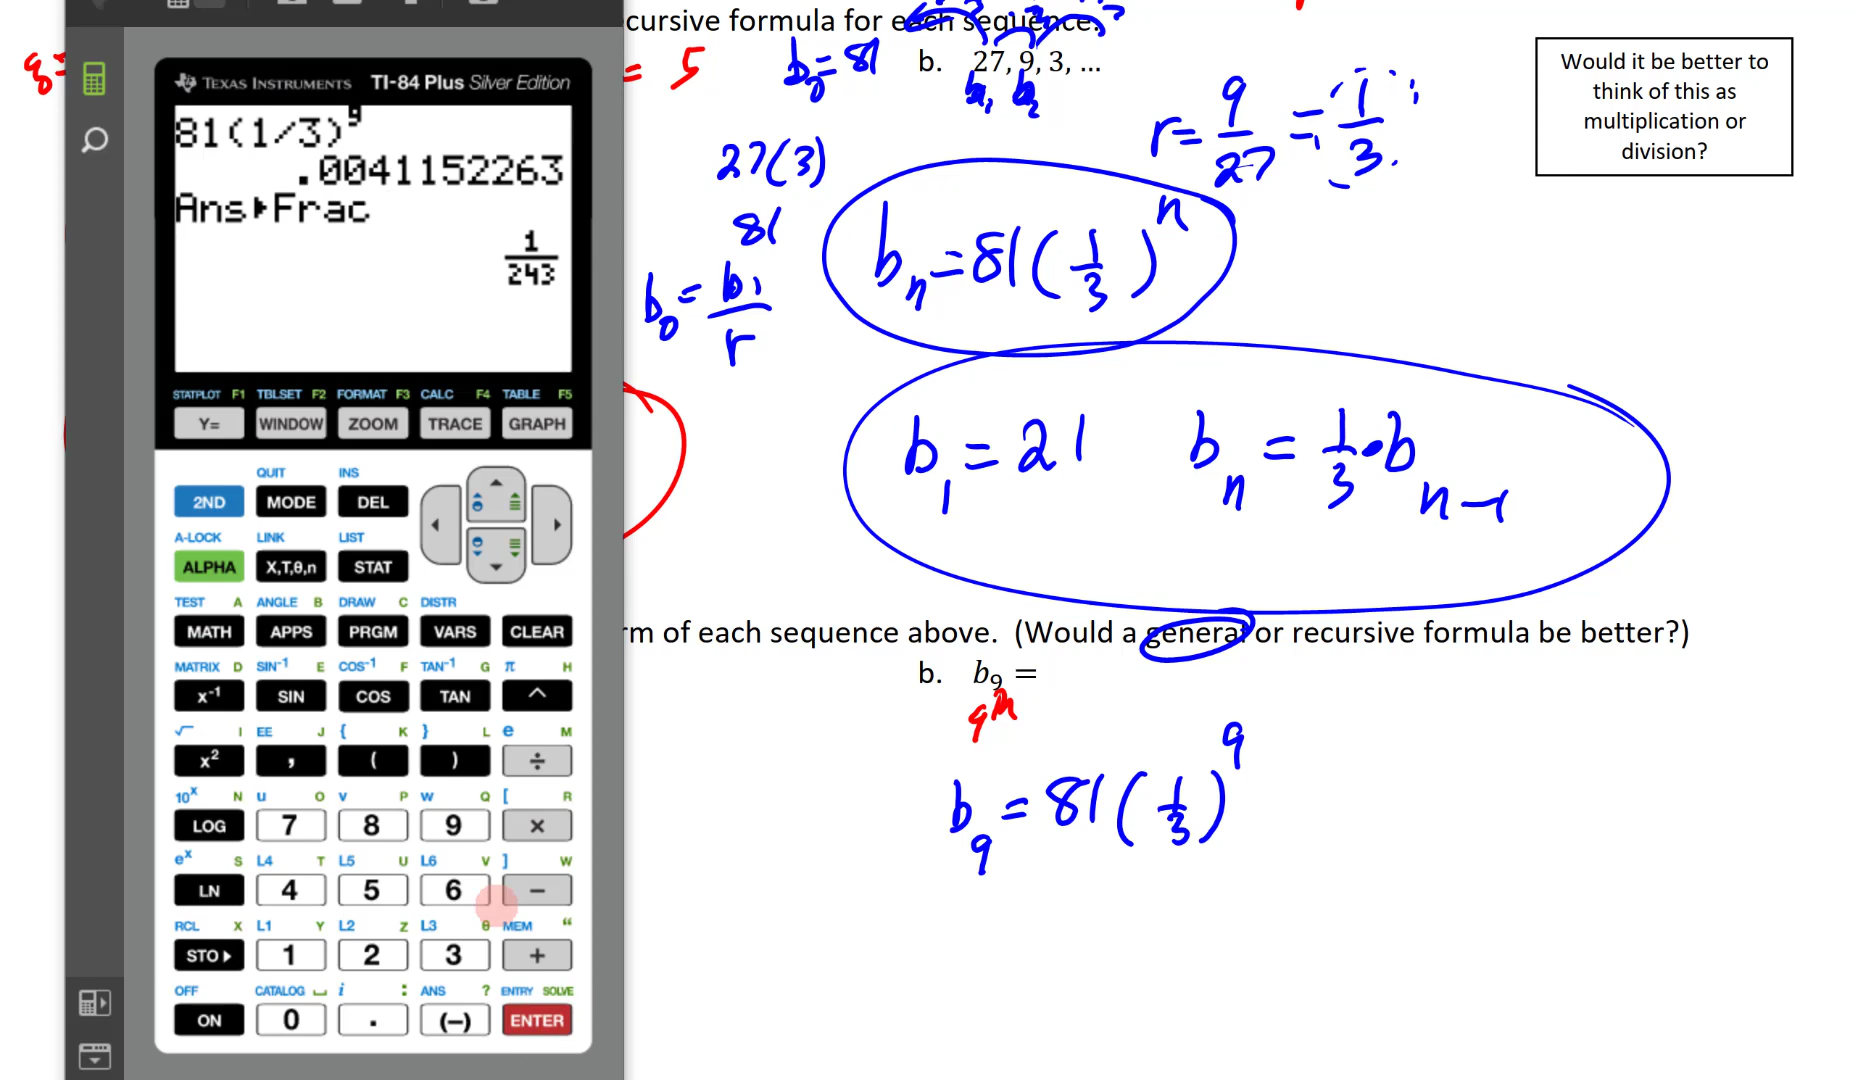 TEXAS INSTRUMENTS TI-84 Plus Silver Edition
81(1/3)^9
.0041152263
Ans▸Frac
1/243
STATPLOT F1 TBLSET F2 FORMAT F3 CALC F4 TABLE F5
Y= WINDOW ZOOM TRACE GRAPH
QUIT INS
2ND MODE DEL
A-LOCK LINK LIST
ALPHA X,T,θ,n STAT
TEST A ANGLE B DRAW C DISTR
MATH APPS PRGM VARS CLEAR
MATRIX D SIN⁻¹ E COS⁻¹ F TAN⁻¹ G π H
x⁻¹ SIN COS TAN ^
√ I EE J { K } L e M
x² , ( ) ÷
10ˣ N u O v P w Q [ R
LOG 7 8 9 ×
eˣ S L4 T L5 U L6 V ] W
LN 4 5 6 −
RCL X L1 Y L2 Z L3 θ MEM “
STO▸ 1 2 3 +
OFF CATALOG ⎵ i : ANS ? ENTRY SOLVE
ON 0 . (−) ENTER
cursive formula for each sequence.
= 5
b₀ = 81
b. 27, 9, 3, ...
b₁ b₂
r = 9/27 = 1/3
Would it be better to
think of this as
multiplication or
division?
27(3)
81
b₀ = b₁/r
bₙ = 81(1/3)ⁿ
b₁ = 21 bₙ = 1/3 · bₙ₋₁
rm of each sequence above. (Would a general or recursive formula be better?)
b. b₉ =
b₉ = 81(1/3)⁹